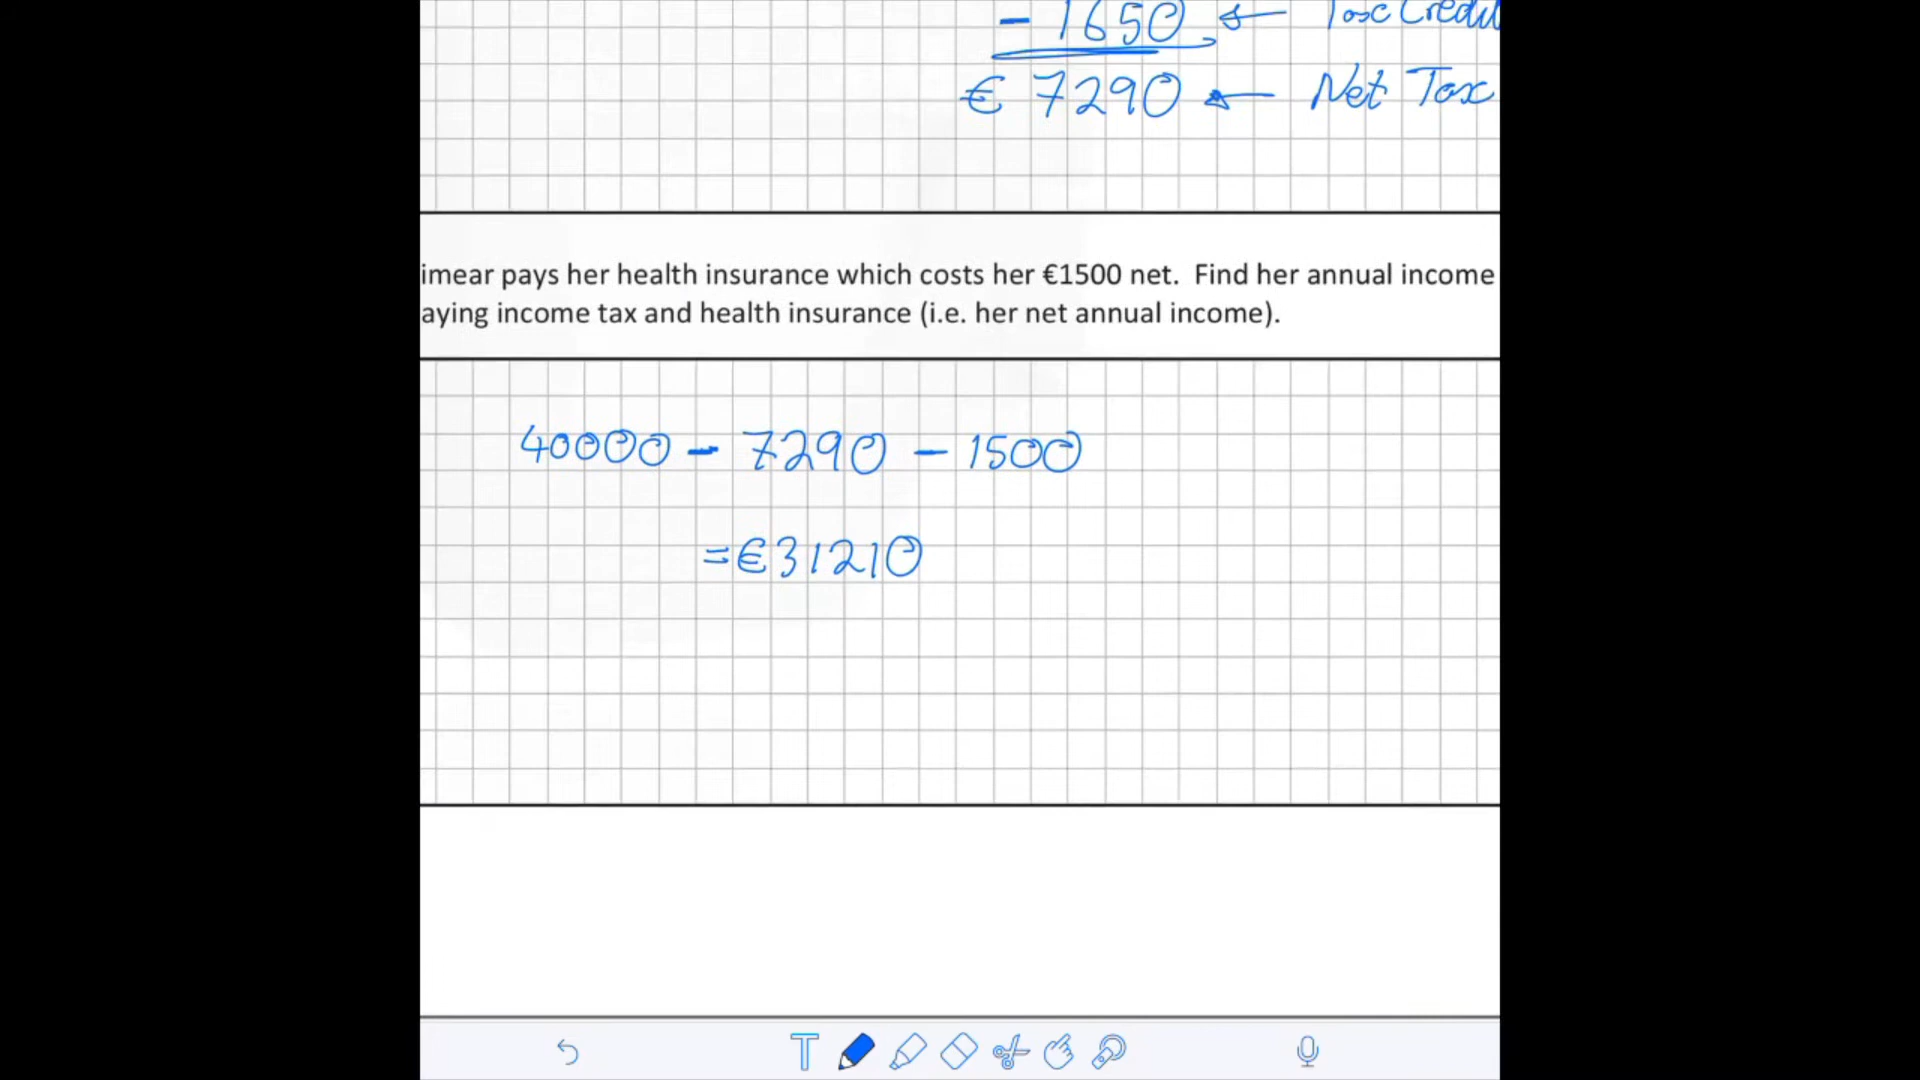 - 1650 ← Tax Credit
€ 7290 ← Net Tax
imear pays her health insurance which costs her €1500 net. Find her annual income
aying income tax and health insurance (i.e. her net annual income).
40000 - 7290 - 1500
= €31210
T